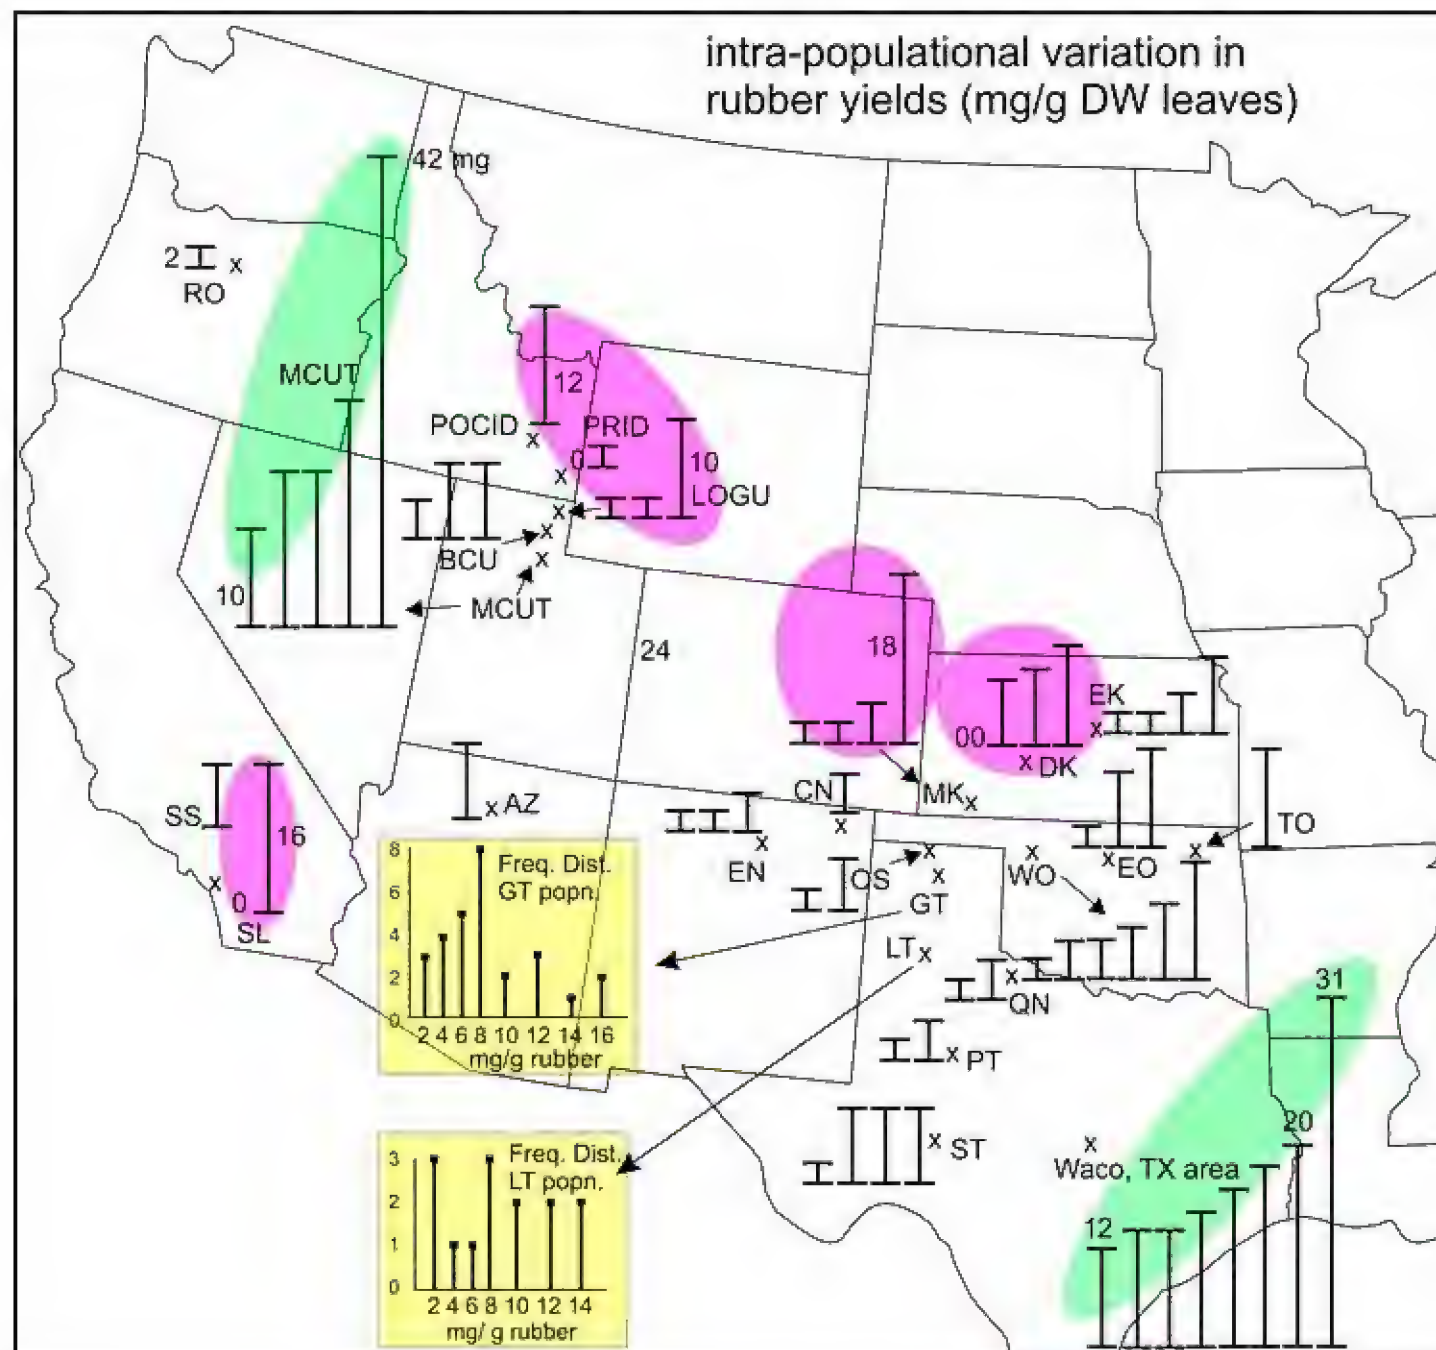 intra-populational variation in
rubber yields (mg/g DW leaves)
42 mg
2
x
RO
MCUT
12
POCID
x
PRID
0
x
10
LOGU
x
x
BCU
x
10
MCUT
24
18
00
x
DK
EK
x
SS
16
x
0
SL
x
AZ
CN
x
MK
x
TO
x
EN
x
OS
x
x
GT
WO
x
x
EO
LT
x
x
QN
x
PT
x
ST
8
6
4
2
0
Freq. Dist.
GT popn.
2 4 6 8 10 12 14 16
mg/g rubber
3
2
1
0
Freq. Dist.
LT popn.
2 4 6 8 10 12 14
mg/ g rubber
31
20
x
Waco, TX area
12